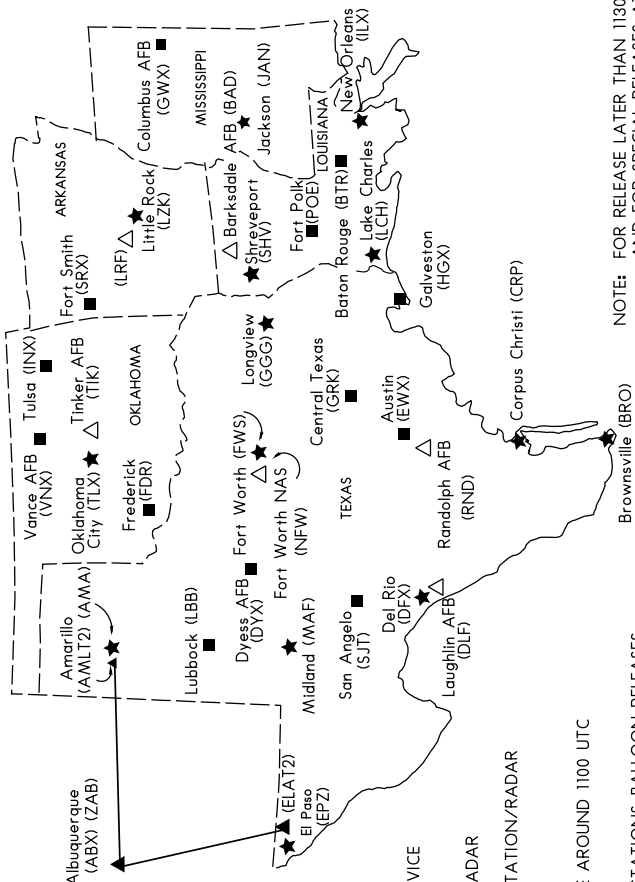 Columbus AFB
(GWX)
MISSISSIPPI
Jackson (JAN)
New Orleans
(ILX)
LOUISIANA
ARKANSAS
Fort Smith
(SRX)
(LRF)
Little Rock
(LZK)
Barksdale AFB (BAD)
Shreveport
(SHV)
Fort Polk
(POE)
Baton Rouge (BTR)
Lake Charles
(LCH)
Galveston
(HGX)
Vance AFB
(VNX)
Tulsa (INX)
Oklahoma
City (TLX)
Tinker AFB
(TIK)
Frederick
(FDR)
OKLAHOMA
Longview
(GGG)
Fort Worth (FWS)
Fort Worth NAS
(NFW)
Central Texas
(GRK)
Austin
(EWX)
TEXAS
Randolph AFB
(RND)
Corpus Christi (CRP)
Brownsville (BRO)
Amarillo
(AMLT2) (AMA)
Lubbock (LBB)
Dyess AFB
(DYX)
Midland (MAF)
San Angelo
(SJT)
Del Rio
(DFX)
Laughlin AFB
(DLF)
Albuquerque
(ABX) (ZAB)
(ELAT2)
El Paso
(EPZ)
VICE
ADAR
TATION/RADAR
E AROUND 1100 UTC
STATIONS, BALLOON RELEASES
NOTE: FOR RELEASE LATER THAN 1130
AND FOR SPECIAL RELEASES